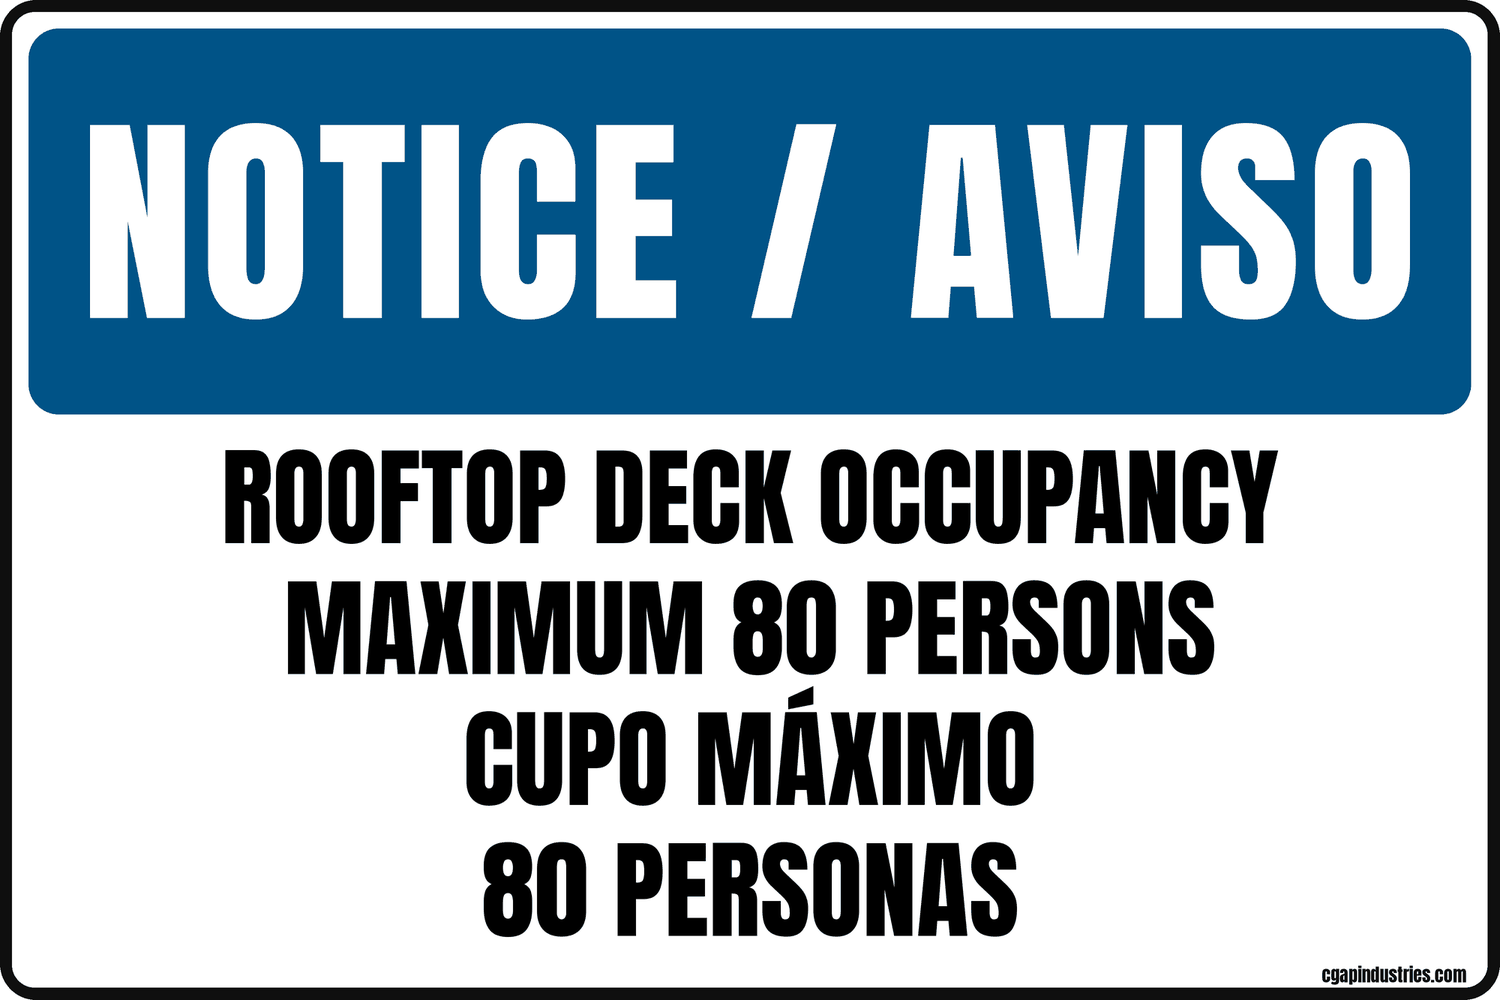 NOTICE / AVISO
ROOFTOP DECK OCCUPANCY
MAXIMUM 80 PERSONS
CUPO MÁXIMO
80 PERSONAS
cgapindustries.com